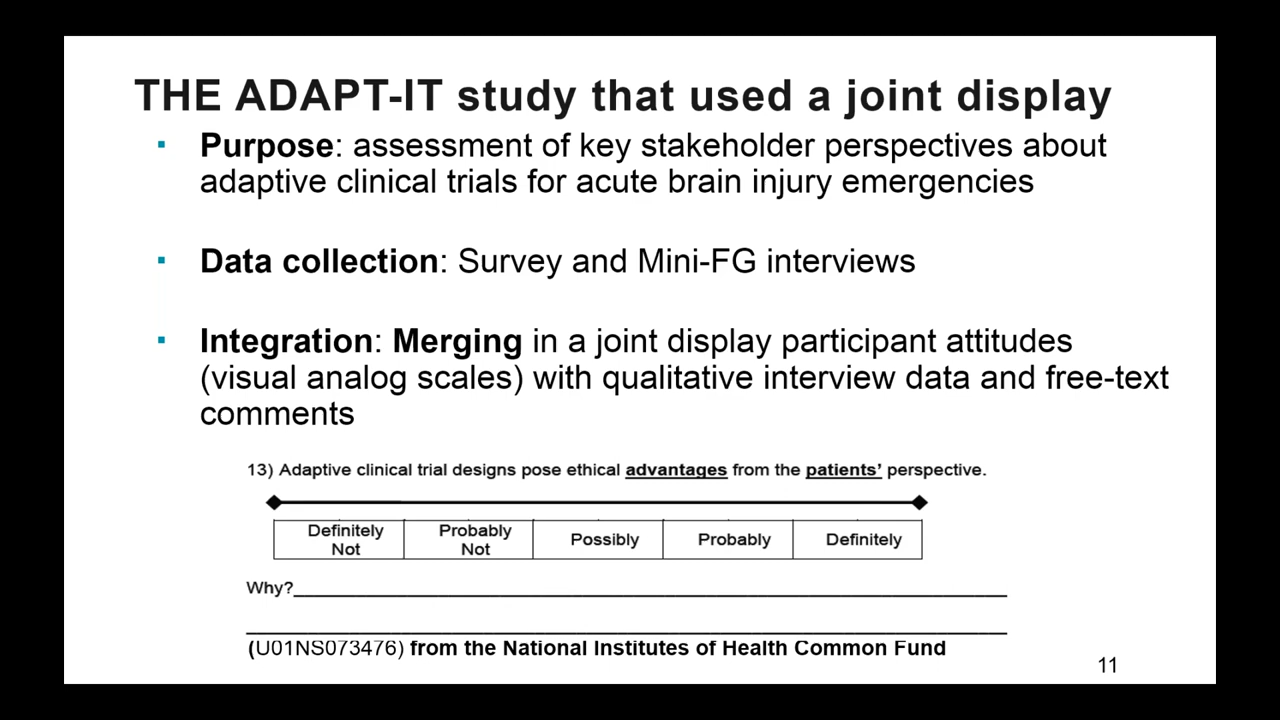 THE ADAPT-IT study that used a joint display
▪ Purpose: assessment of key stakeholder perspectives about
adaptive clinical trials for acute brain injury emergencies
▪ Data collection: Survey and Mini-FG interviews
▪ Integration: Merging in a joint display participant attitudes
(visual analog scales) with qualitative interview data and free-text
comments
13) Adaptive clinical trial designs pose ethical advantages from the patients’ perspective.
Definitely Not Probably Not Possibly Probably Definitely
Why?
(U01NS073476) from the National Institutes of Health Common Fund
11